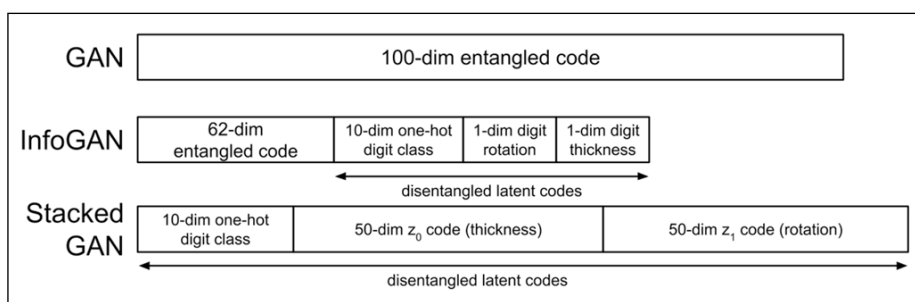 GAN
100-dim entangled code
InfoGAN
62-dim
entangled code
10-dim one-hot
digit class
1-dim digit
rotation
1-dim digit
thickness
disentangled latent codes
Stacked
GAN
10-dim one-hot
digit class
50-dim z₀ code (thickness)
50-dim z₁ code (rotation)
disentangled latent codes